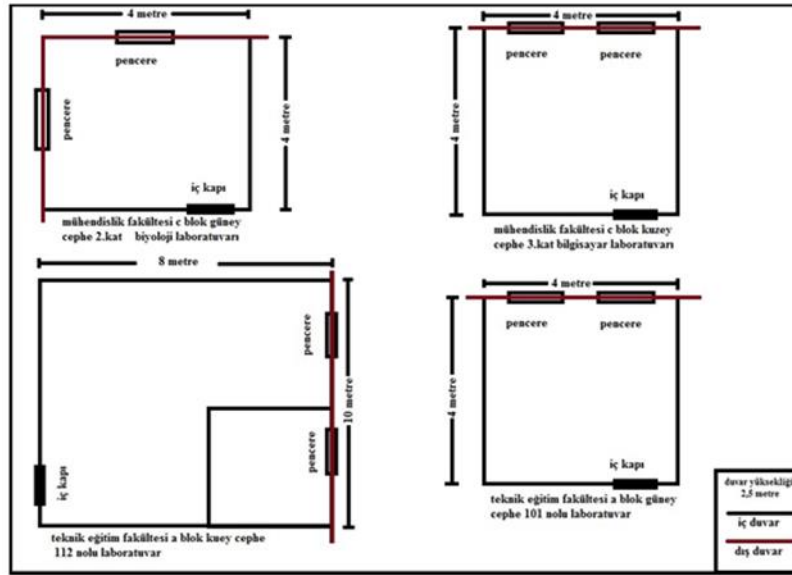 4 metre
pencere
pencere
4 metre
iç kapı
mühendislik fakültesi c blok güney
cephe 2.kat biyoloji laboratuvarı
4 metre
pencere pencere
4 metre
iç kapı
mühendislik fakültesi c blok kuzey
cephe 3.kat bilgisayar laboratuvarı
8 metre
pencere
10 metre
pencere
iç kapı
teknik eğitim fakültesi a blok kuey cephe
112 nolu laboratuvar
4 metre
pencere pencere
4 metre
iç kapı
teknik eğitim fakültesi a blok güney
cephe 101 nolu laboratuvar
duvar yüksekliği
2,5 metre
iç duvar
dış duvar